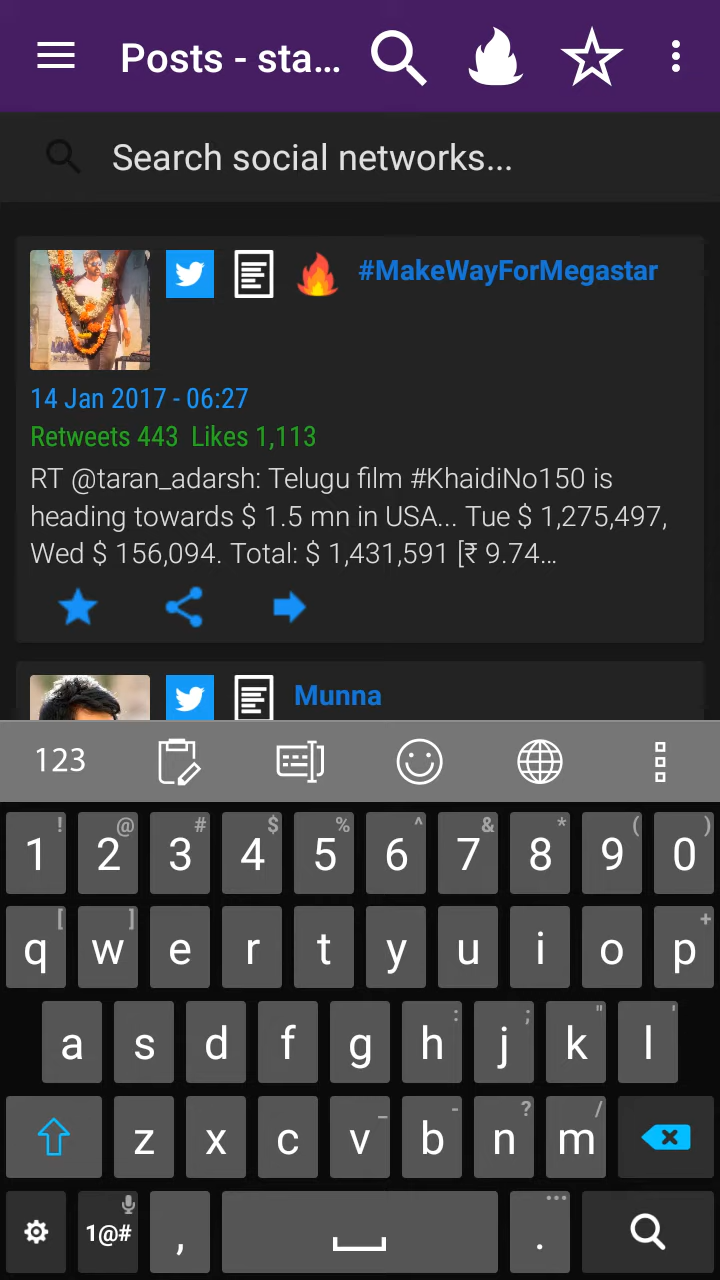 Posts - sta...
Search social networks...
#MakeWayForMegastar
14 Jan 2017 - 06:27
Retweets 443 Likes 1,113
RT @taran_adarsh: Telugu film #KhaidiNo150 is
heading towards $ 1.5 mn in USA... Tue $ 1,275,497,
Wed $ 156,094. Total: $ 1,431,591 [₹ 9.74…
Munna
123
! @ # $ % ^ & * ( )
1 2 3 4 5 6 7 8 9 0
[ ] +
q w e r t y u i o p
: ; " '
a s d f g h j k l
_ - ? /
z x c v b n m
...
1@# , .